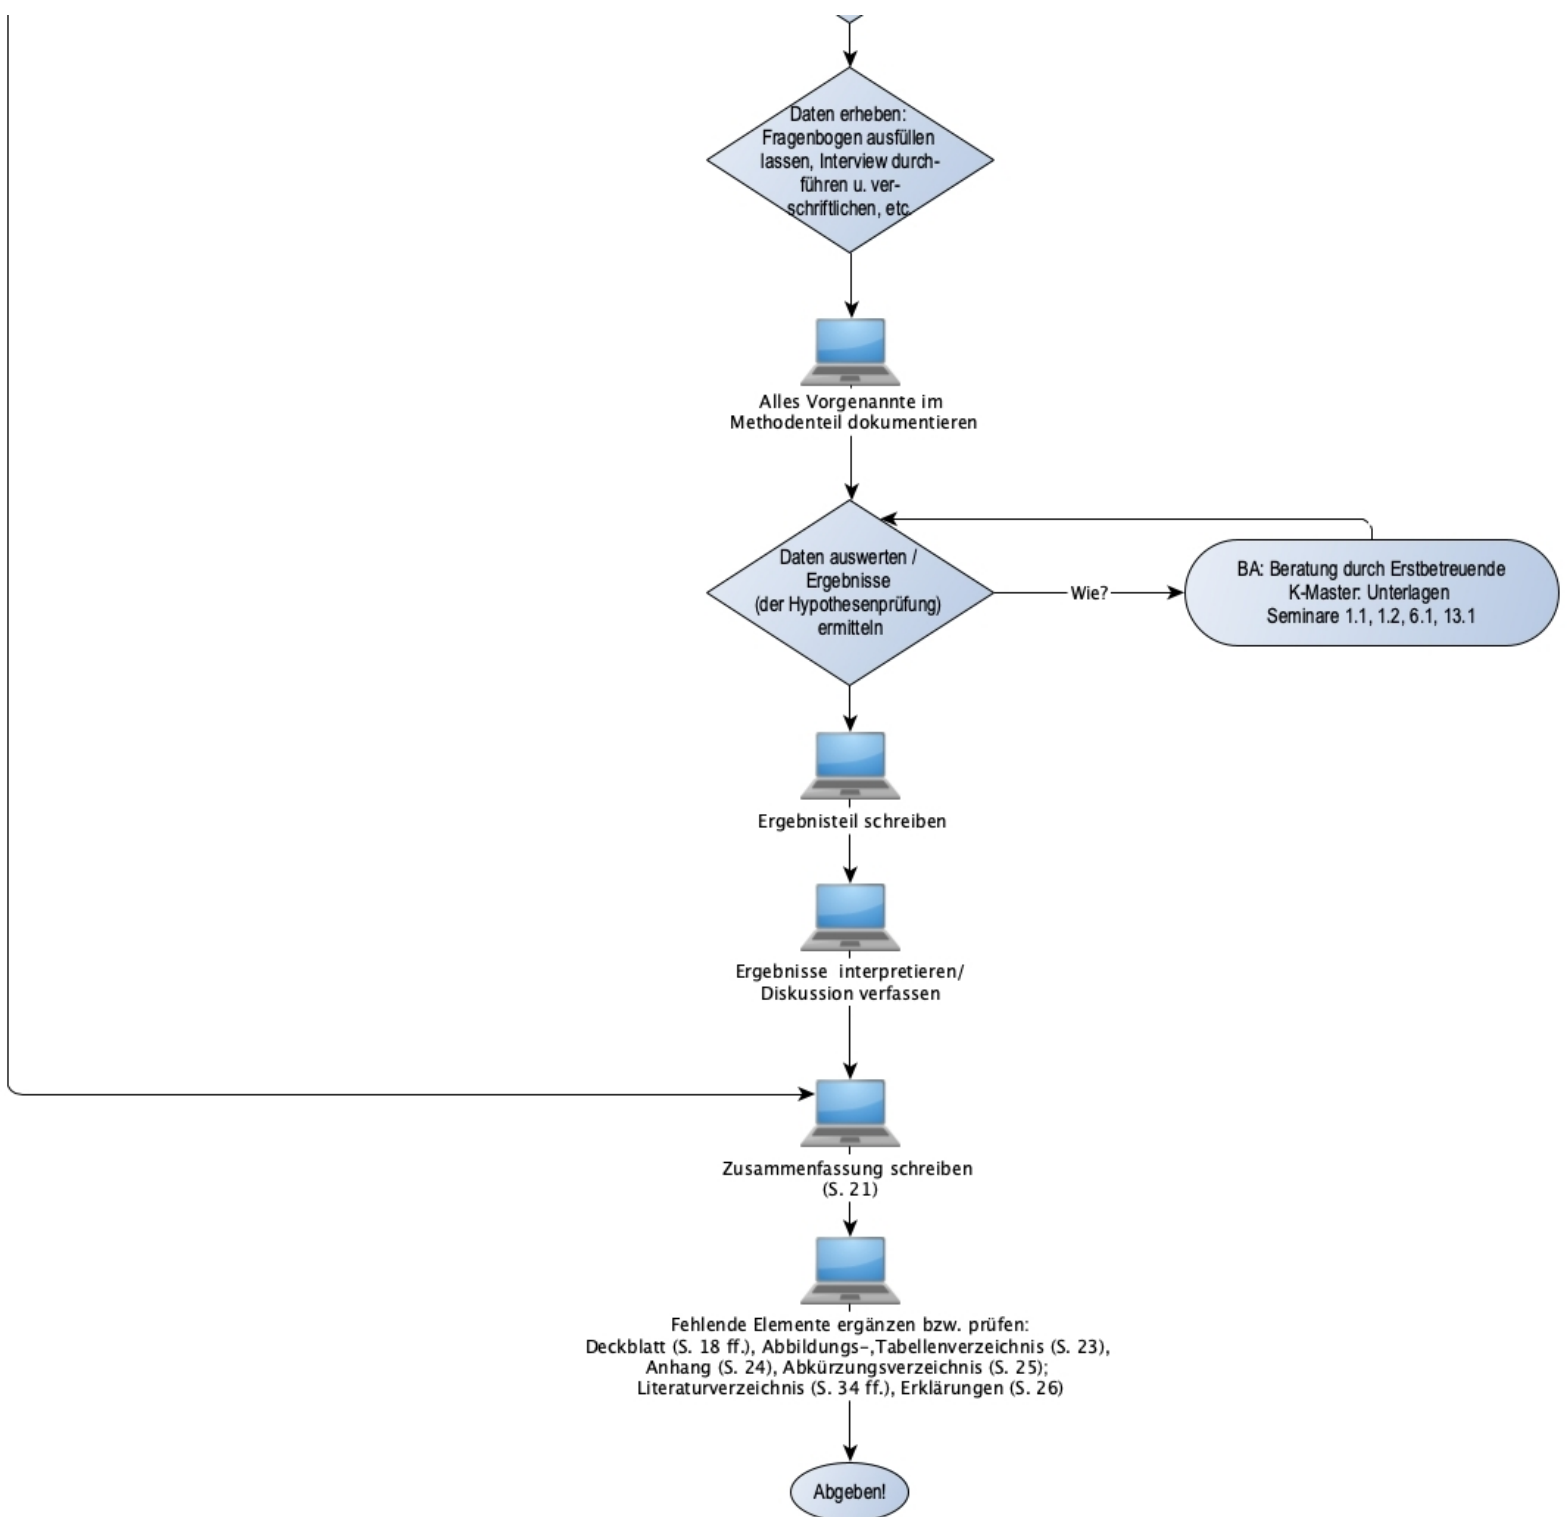 Daten erheben:
Fragenbogen ausfüllen
lassen, Interview durch-
führen u. ver-
schriftlichen, etc.
Alles Vorgenannte im
Methodenteil dokumentieren
Daten auswerten /
Ergebnisse
(der Hypothesenprüfung)
ermitteln
Wie?
BA: Beratung durch Erstbetreuende
K-Master: Unterlagen
Seminare 1.1, 1.2, 6.1, 13.1
Ergebnisteil schreiben
Ergebnisse interpretieren/
Diskussion verfassen
Zusammenfassung schreiben
(S. 21)
Fehlende Elemente ergänzen bzw. prüfen:
Deckblatt (S. 18 ff.), Abbildungs-,Tabellenverzeichnis (S. 23),
Anhang (S. 24), Abkürzungsverzeichnis (S. 25);
Literaturverzeichnis (S. 34 ff.), Erklärungen (S. 26)
Abgeben!